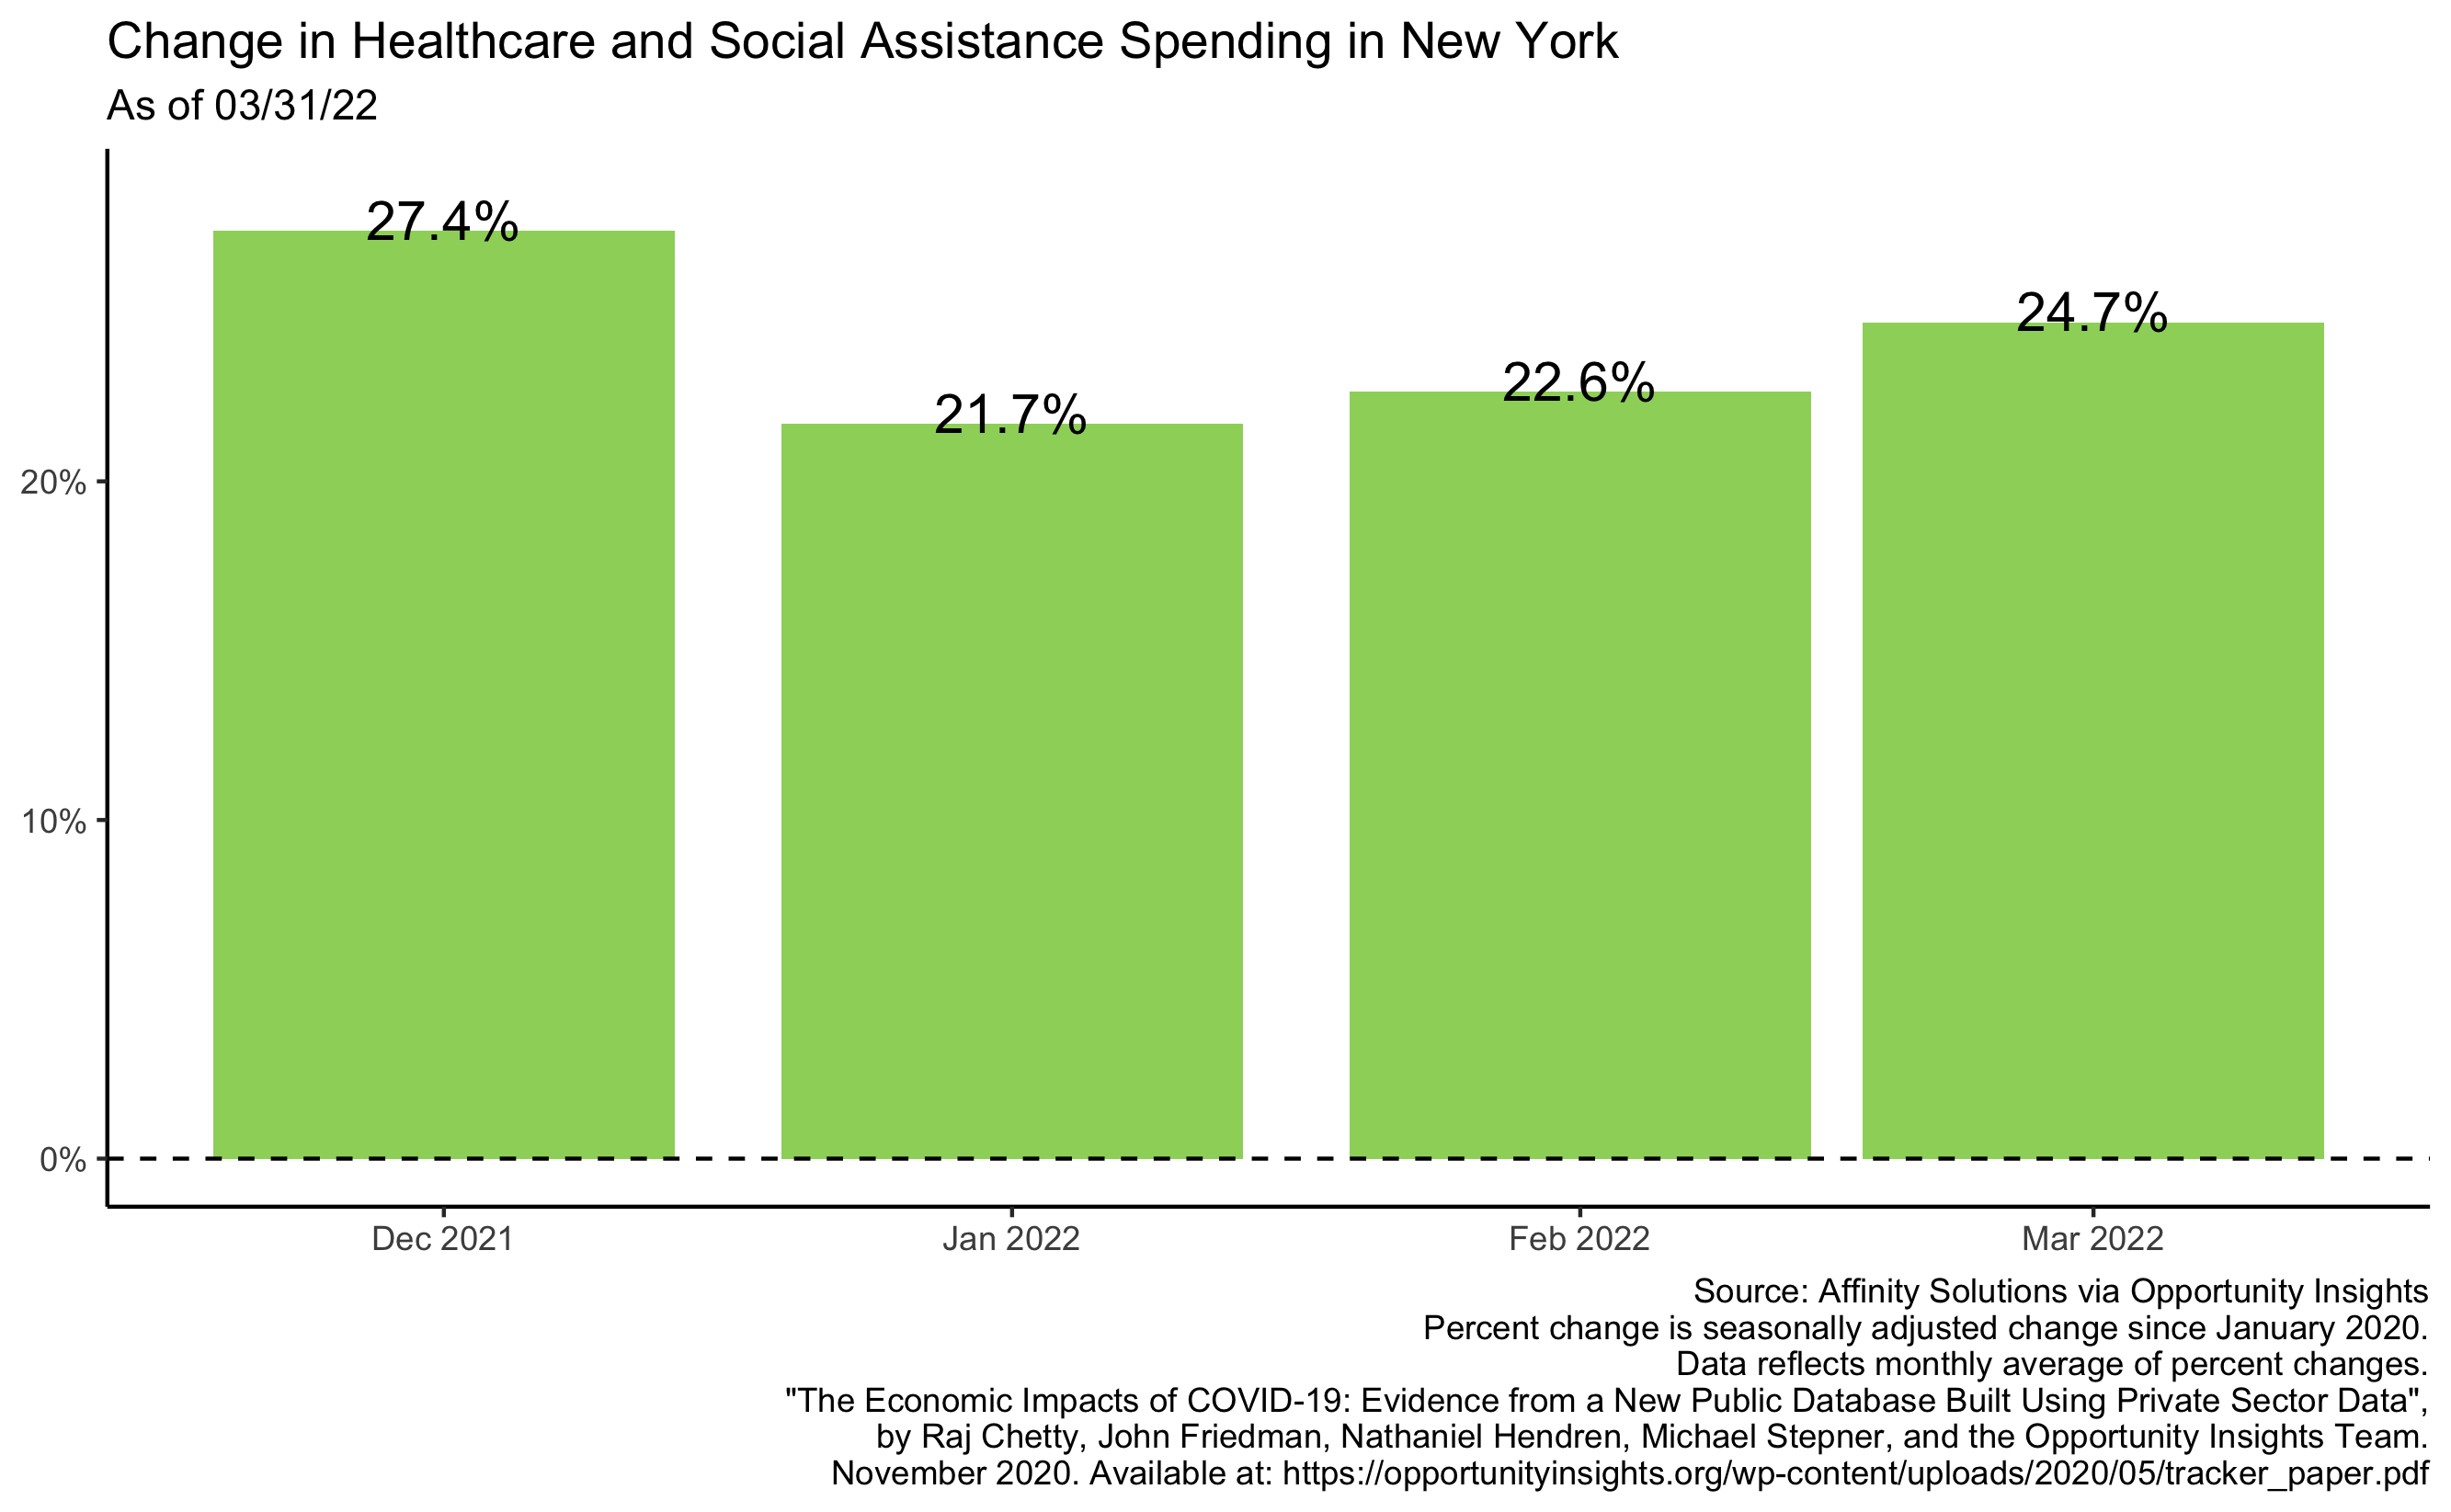 Change in Healthcare and Social Assistance Spending in New York
As of 03/31/22
27.4%
21.7%
22.6%
24.7%
20%
10%
0%
Dec 2021
Jan 2022
Feb 2022
Mar 2022
Source: Affinity Solutions via Opportunity Insights
Percent change is seasonally adjusted change since January 2020.
Data reflects monthly average of percent changes.
"The Economic Impacts of COVID-19: Evidence from a New Public Database Built Using Private Sector Data",
by Raj Chetty, John Friedman, Nathaniel Hendren, Michael Stepner, and the Opportunity Insights Team.
November 2020. Available at: https://opportunityinsights.org/wp-content/uploads/2020/05/tracker_paper.pdf